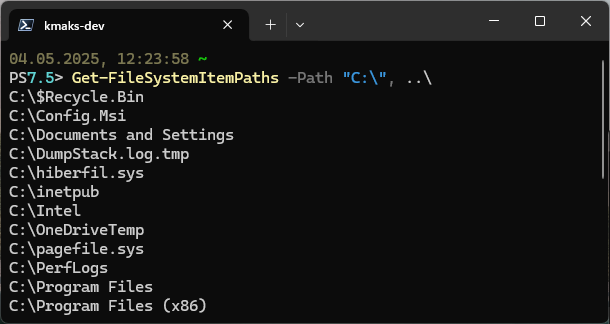 kmaks-dev
04.05.2025, 12:23:58 ~
PS7.5> Get-FileSystemItemPaths -Path "C:\", ..\
C:\$Recycle.Bin
C:\Config.Msi
C:\Documents and Settings
C:\DumpStack.log.tmp
C:\hiberfil.sys
C:\inetpub
C:\Intel
C:\OneDriveTemp
C:\pagefile.sys
C:\PerfLogs
C:\Program Files
C:\Program Files (x86)